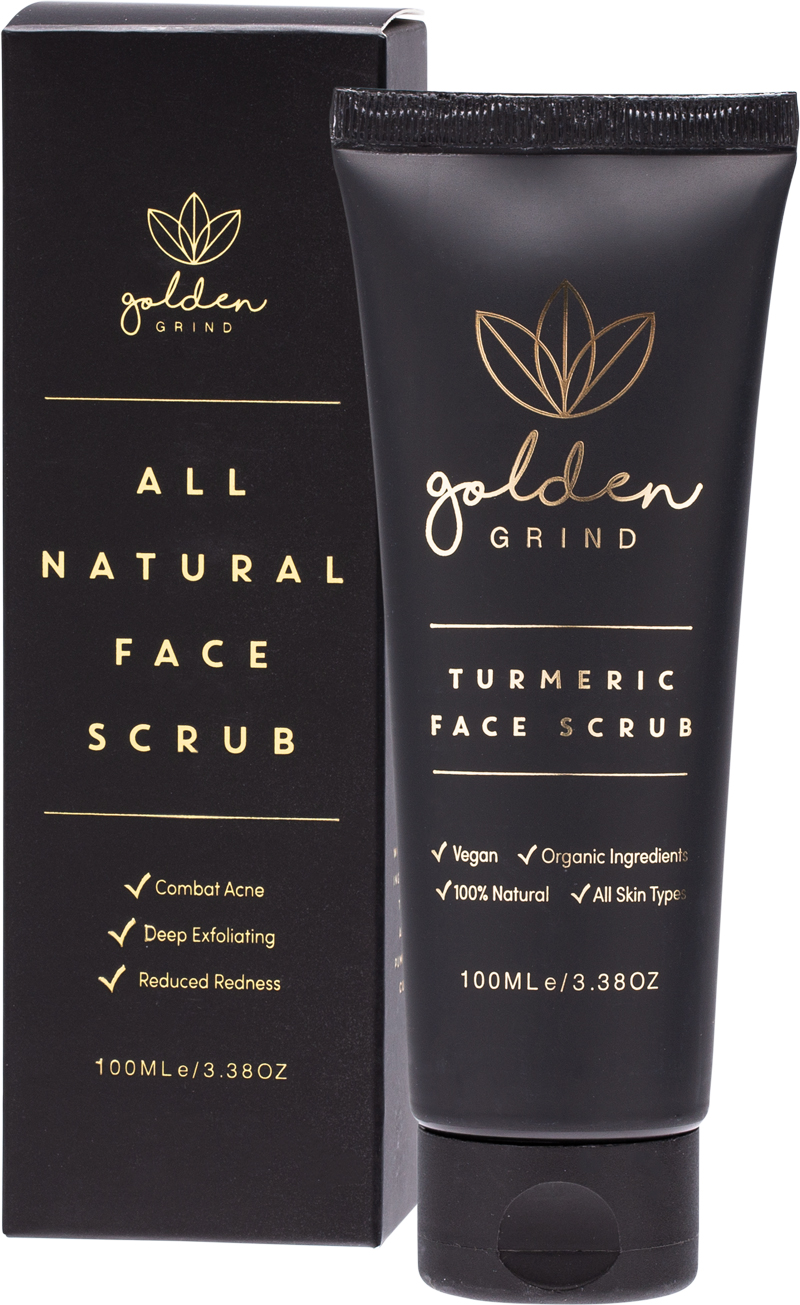 golden
GRIND
ALL
NATURAL
FACE
SCRUB
✓ Combat Acne
✓ Deep Exfoliating
✓ Reduced Redness
100ML e/3.38OZ
golden
GRIND
TURMERIC
FACE SCRUB
✓ Vegan ✓ Organic Ingredients
✓ 100% Natural ✓ All Skin Types
100ML e/3.38OZ